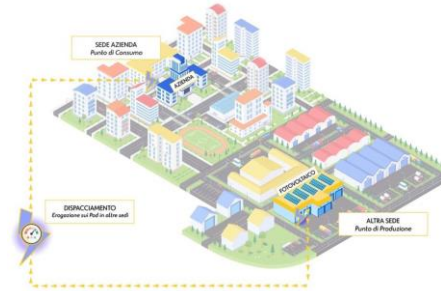 SEDE AZIENDA
Punto di Consumo
AZIENDA
FOTOVOLTAICO
DISPACCIAMENTO
Erogazione sui Pod in altre sedi
ALTRA SEDE
Punto di Produzione